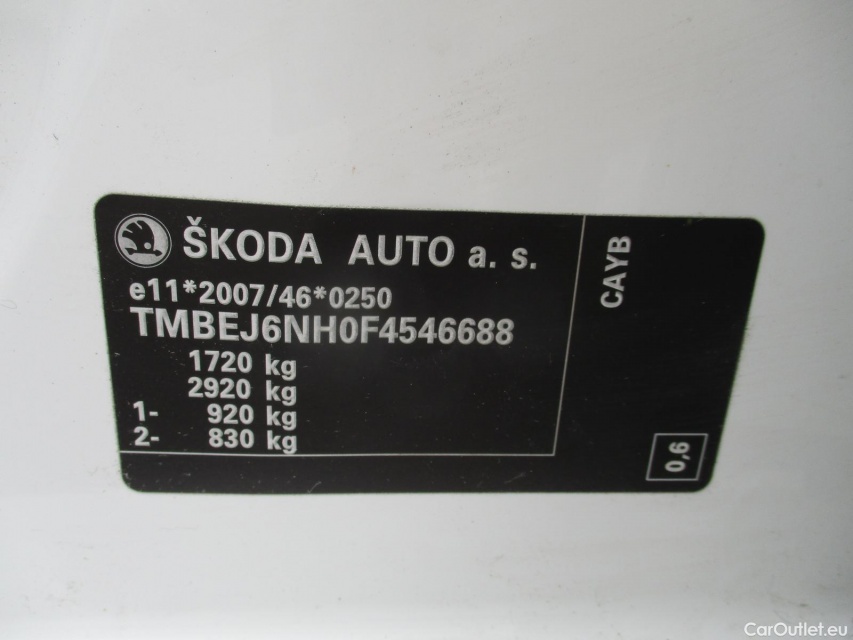 ŠKODA AUTO a. s.
e11*2007/46*0250
TMBEJ6NH0F4546688
1720 kg
2920 kg
1- 920 kg
2- 830 kg
CAYB
0,6
CarOutlet.eu